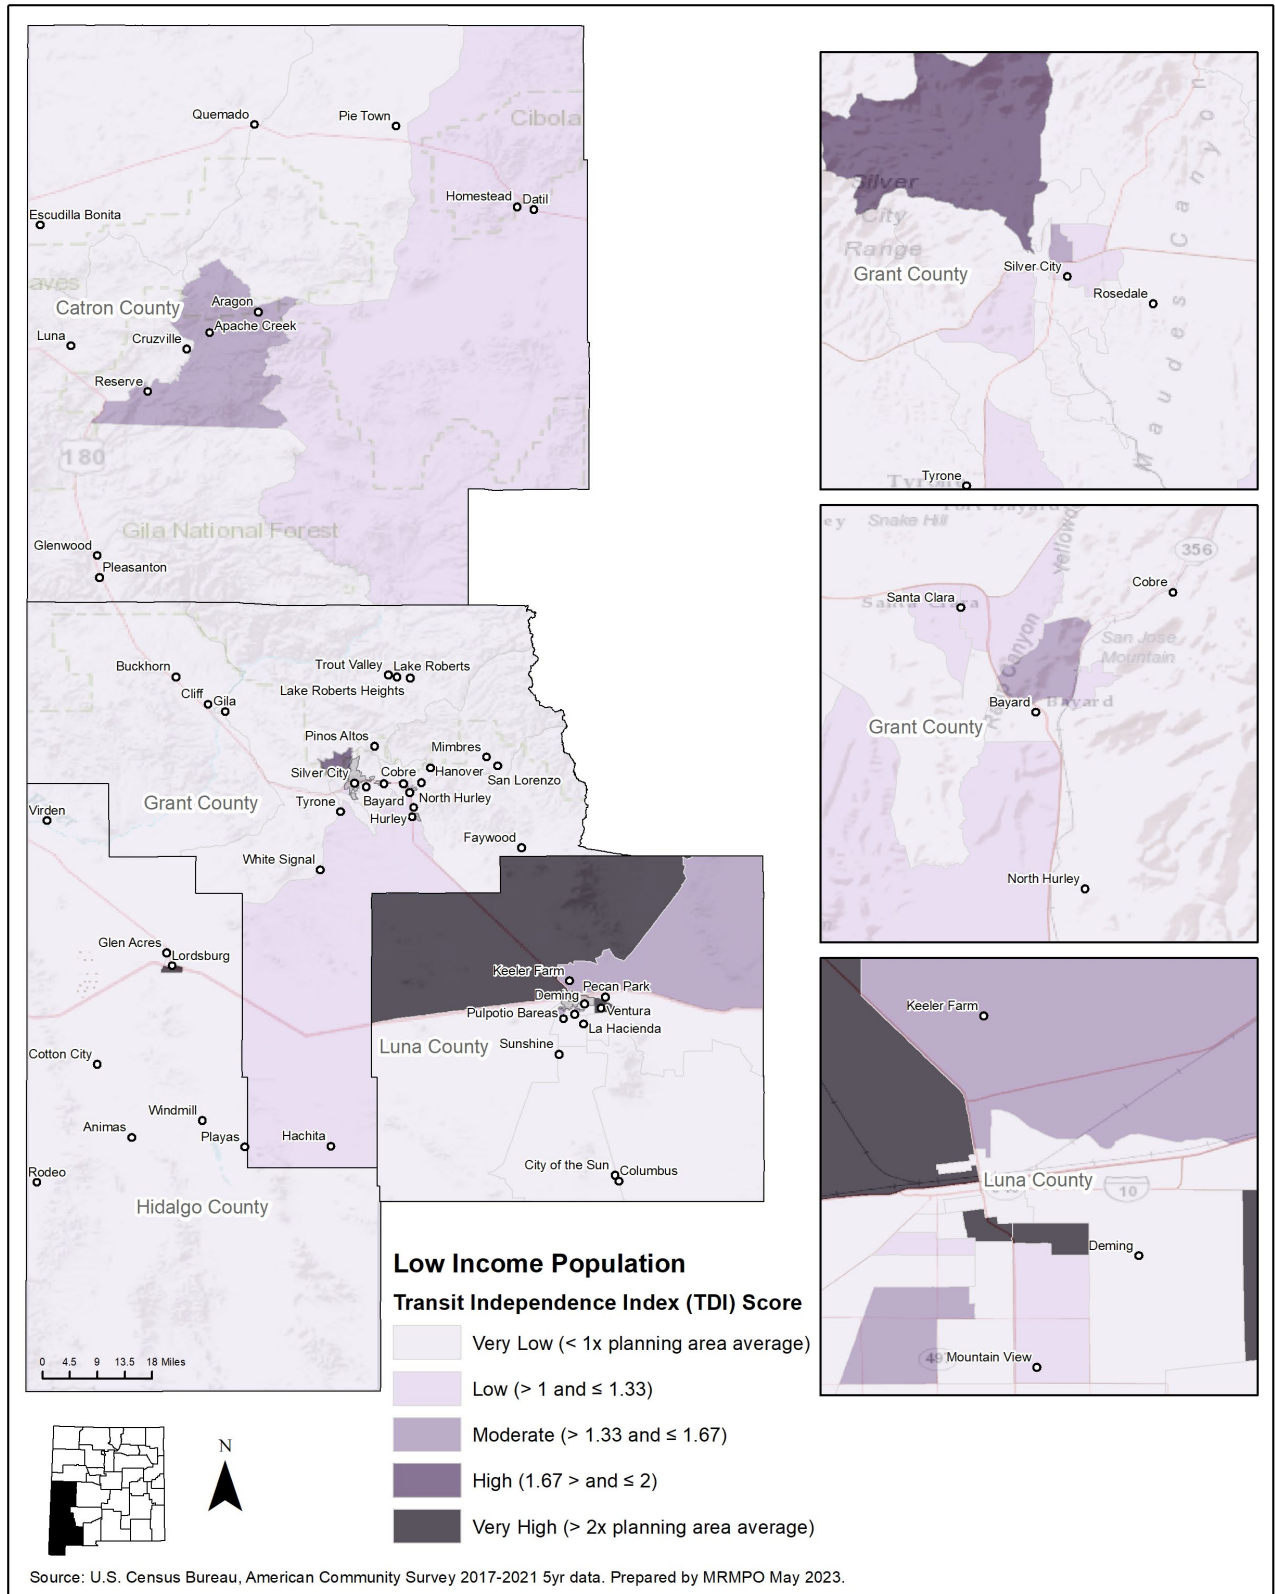 Quemado
Pie Town
Cibola
Homestead
Datil
Escudilla Bonita
aves
Catron County
Aragon
Apache Creek
Luna
Cruzville
Reserve
180
Gila National Forest
Glenwood
Pleasanton
Buckhorn
Trout Valley
Lake Roberts
Lake Roberts Heights
Cliff
Gila
Pinos Altos
Mimbres
Silver City
Cobre
Hanover
San Lorenzo
Grant County
Tyrone
Bayard
North Hurley
Hurley
Virden
Faywood
White Signal
Glen Acres
Lordsburg
Keeler Farm
Deming
Pecan Park
Pulpotio Bareas
Ventura
La Hacienda
Luna County
Sunshine
Cotton City
Windmill
Animas
Playas
Hachita
Rodeo
City of the Sun
Columbus
Hidalgo County
0 4.5 9 13.5 18 Miles
N
Low Income Population
Transit Independence Index (TDI) Score
Very Low (< 1x planning area average)
Low (> 1 and ≤ 1.33)
Moderate (> 1.33 and ≤ 1.67)
High (1.67 > and ≤ 2)
Very High (> 2x planning area average)
Silver
City
Range
Grant County
Silver City
Rosedale
Maudes Canyon
Tyrone
ey
Snake Hill
Fort Bayard
356
Cobre
Santa Clara
Santa Clara
San Jose
Mountain
Bayard
Bayard
Grant County
North Hurley
Keeler Farm
Luna County
10
Deming
Mountain View
Source: U.S. Census Bureau, American Community Survey 2017-2021 5yr data. Prepared by MRMPO May 2023.